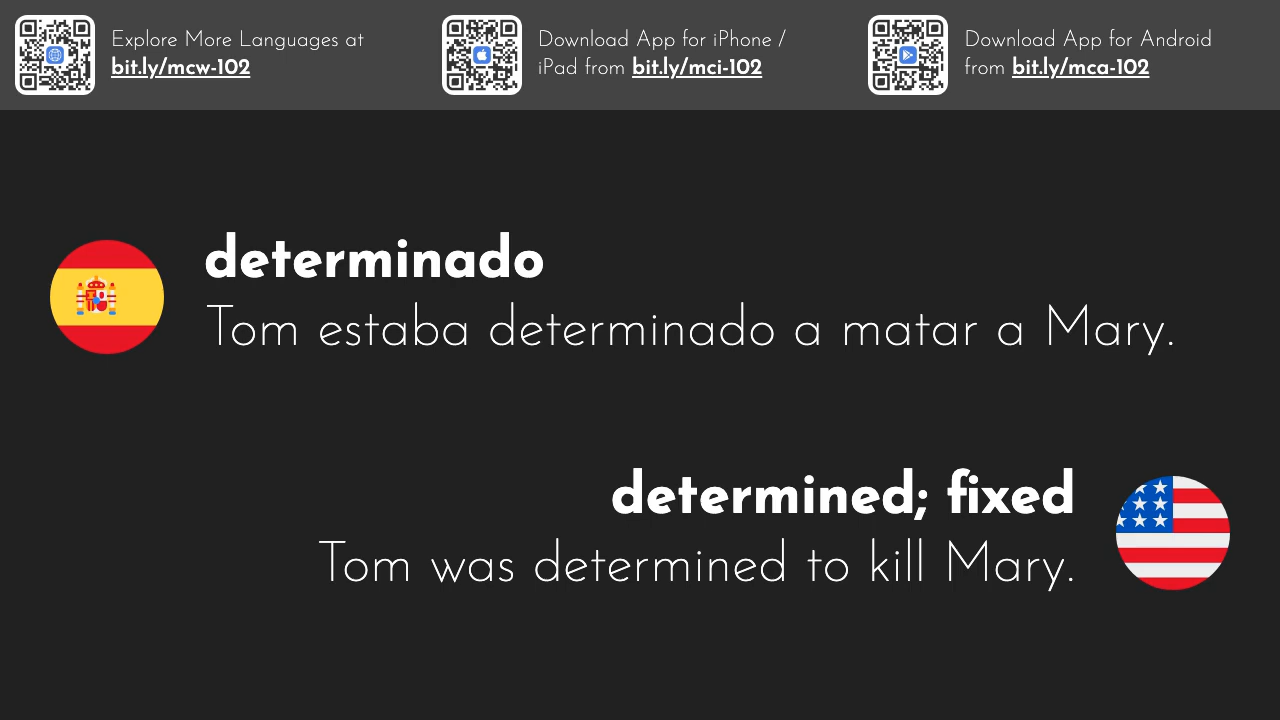 Explore More Languages at
bit.ly/mcw-102
Download App for iPhone /
iPad from bit.ly/mci-102
Download App for Android
from bit.ly/mca-102
determinado
Tom estaba determinado a matar a Mary.
determined; fixed
Tom was determined to kill Mary.